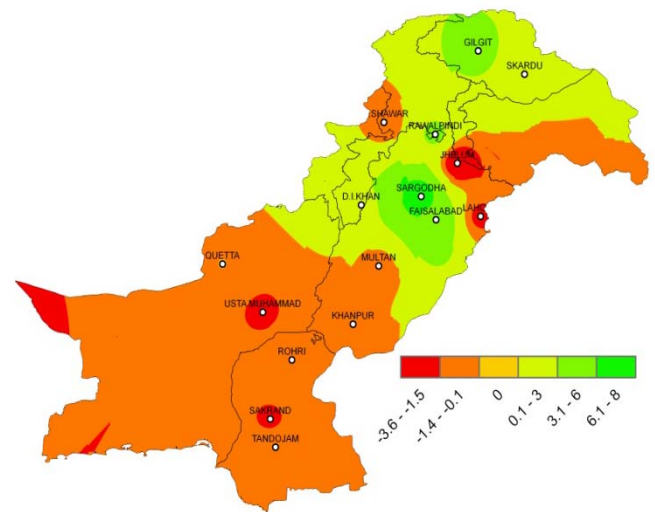 GILGIT
SKARDU
SHAWAR
RAWALPINDI
JHELUM
SARGODHA
D.I.KHAN
LAHO
FAISALABAD
QUETTA
MULTAN
USTA MUHAMMAD
KHANPUR
ROHRI
SAKRAND
TANDOJAM
-3.6 - -1.5
-1.4 - -0.1
0
0.1 - 3
3.1 - 6
6.1 - 8